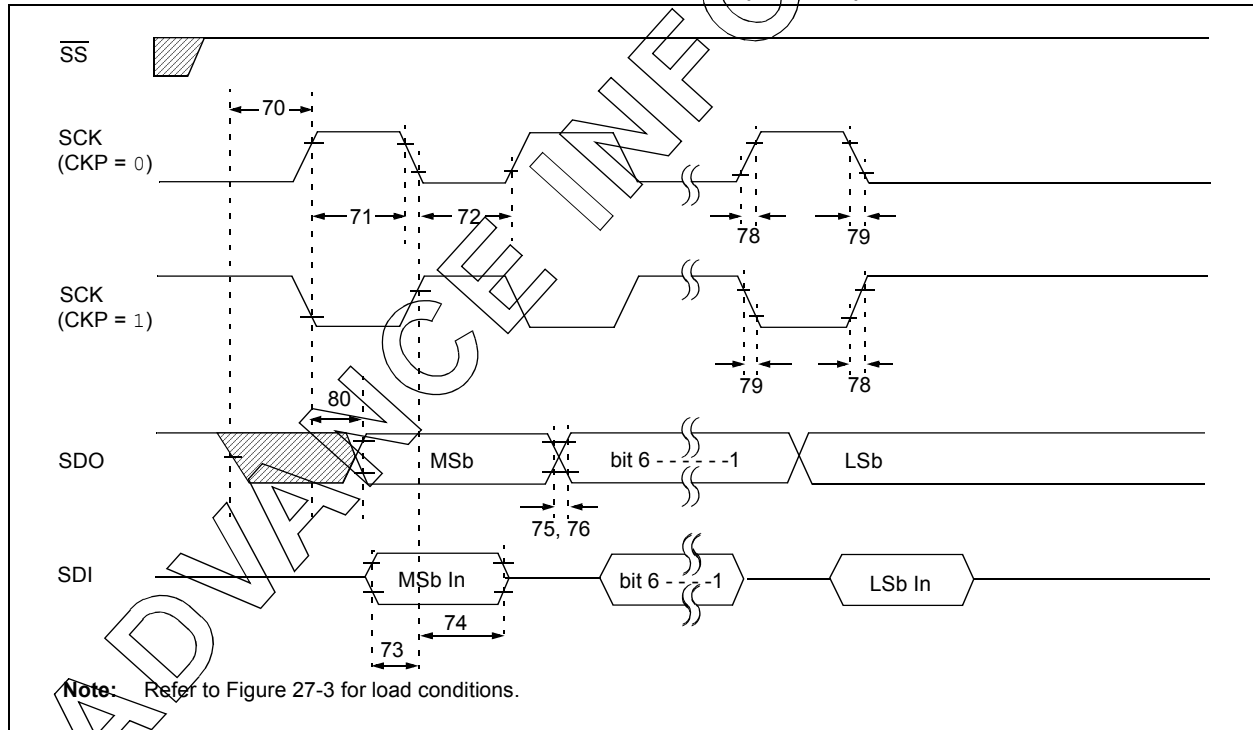 SS
70
SCK
(CKP = 0)
71
72
78
79
SCK
(CKP = 1)
79
78
80
SDO
MSb
bit 6 - - - - - - -1
LSb
75, 76
SDI
MSb In
bit 6 - - - - -1
LSb In
74
73
Note: Refer to Figure 27-3 for load conditions.
ADVANCE INFO